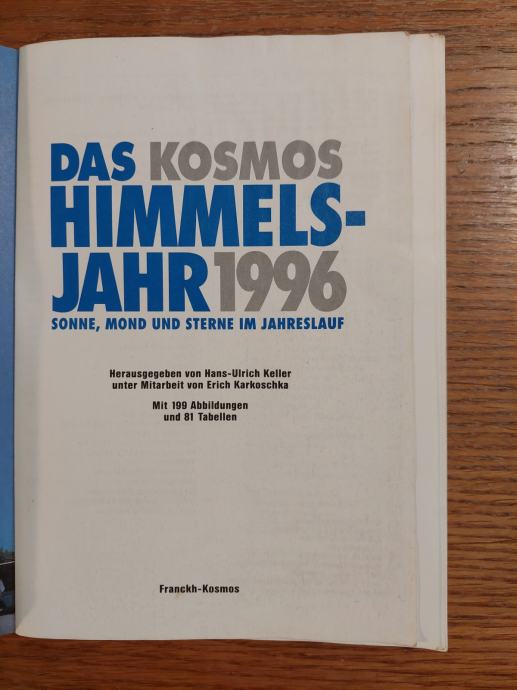 DAS KOSMOS
HIMMELS-
JAHR 1996
SONNE, MOND UND STERNE IM JAHRESLAUF
Herausgegeben von Hans-Ulrich Keller
unter Mitarbeit von Erich Karkoschka
Mit 199 Abbildungen
und 81 Tabellen
Franckh-Kosmos